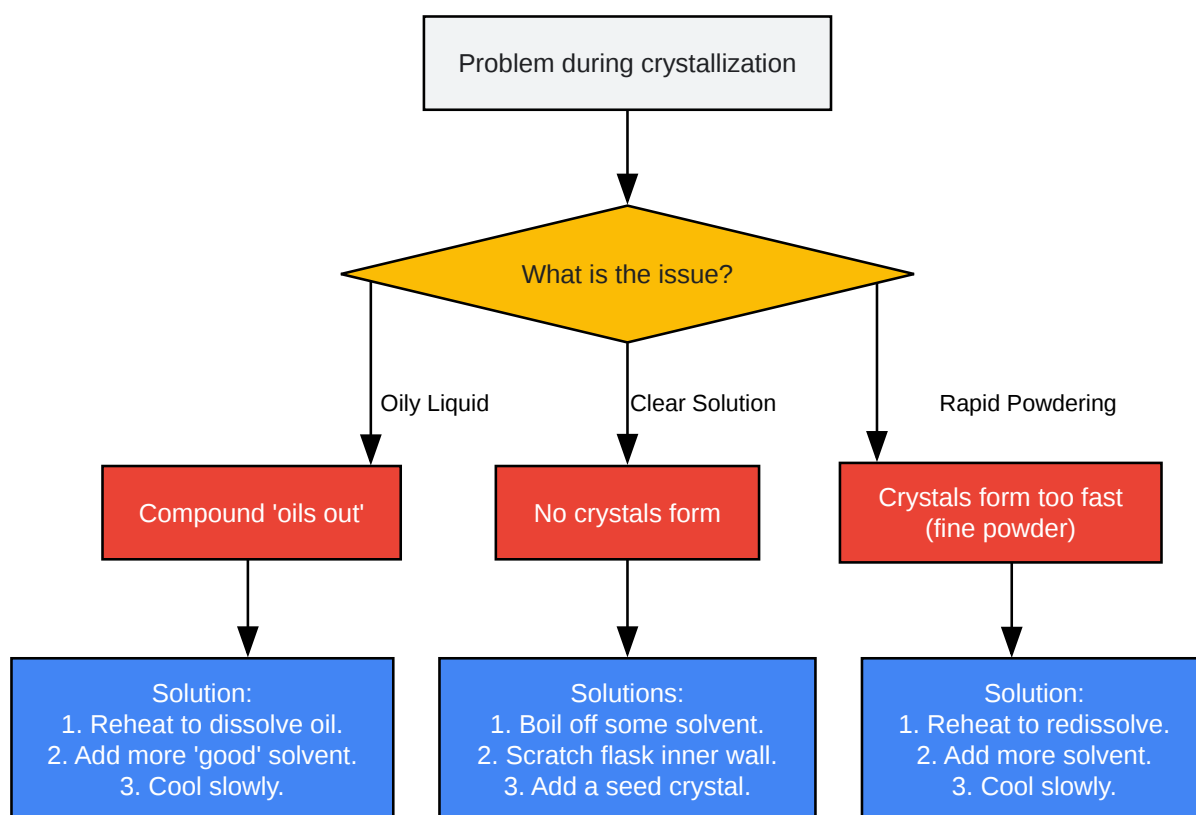 Problem during crystallization
What is the issue?
Oily Liquid
Clear Solution
Rapid Powdering
Compound 'oils out'
No crystals form
Crystals form too fast
(fine powder)
Solution:
1. Reheat to dissolve oil.
2. Add more 'good' solvent.
3. Cool slowly.
Solutions:
1. Boil off some solvent.
2. Scratch flask inner wall.
3. Add a seed crystal.
Solution:
1. Reheat to redissolve.
2. Add more solvent.
3. Cool slowly.